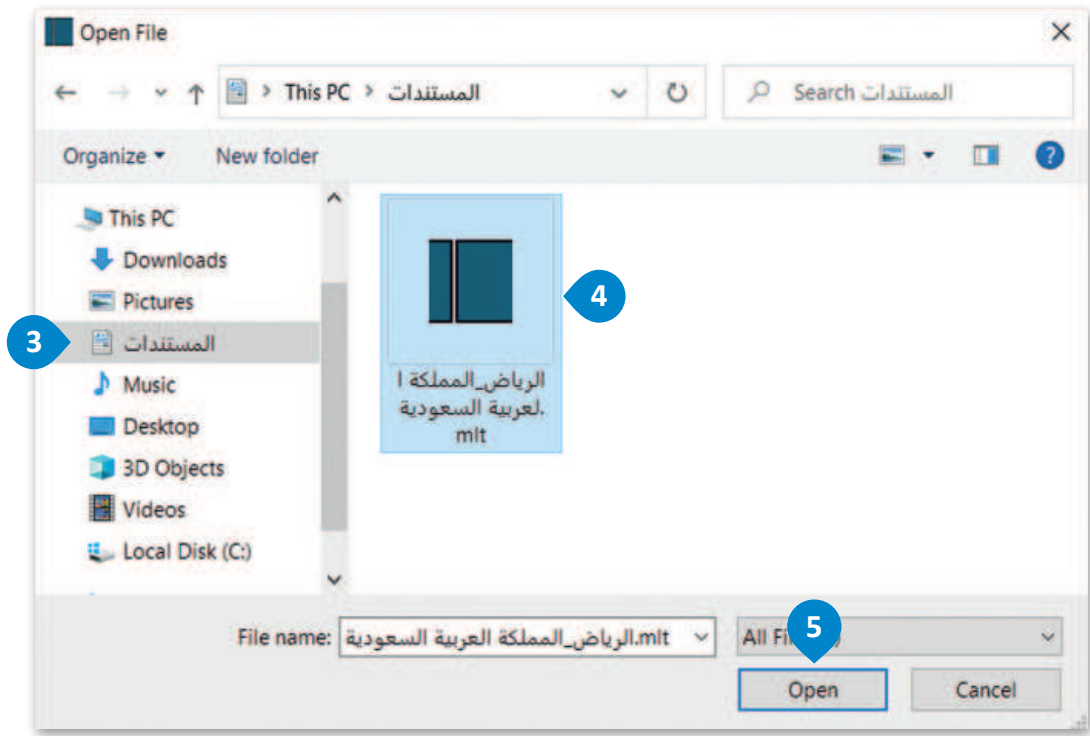 Open File
This PC > المستندات
Search المستندات
Organize
New folder
This PC
Downloads
Pictures
3
المستندات
Music
Desktop
3D Objects
Videos
Local Disk (C:)
4
الرياض_المملكة ا
لعربية السعودية.
mlt
File name:
الرياض_المملكة العربية السعودية.mlt
All
5
Open
Cancel